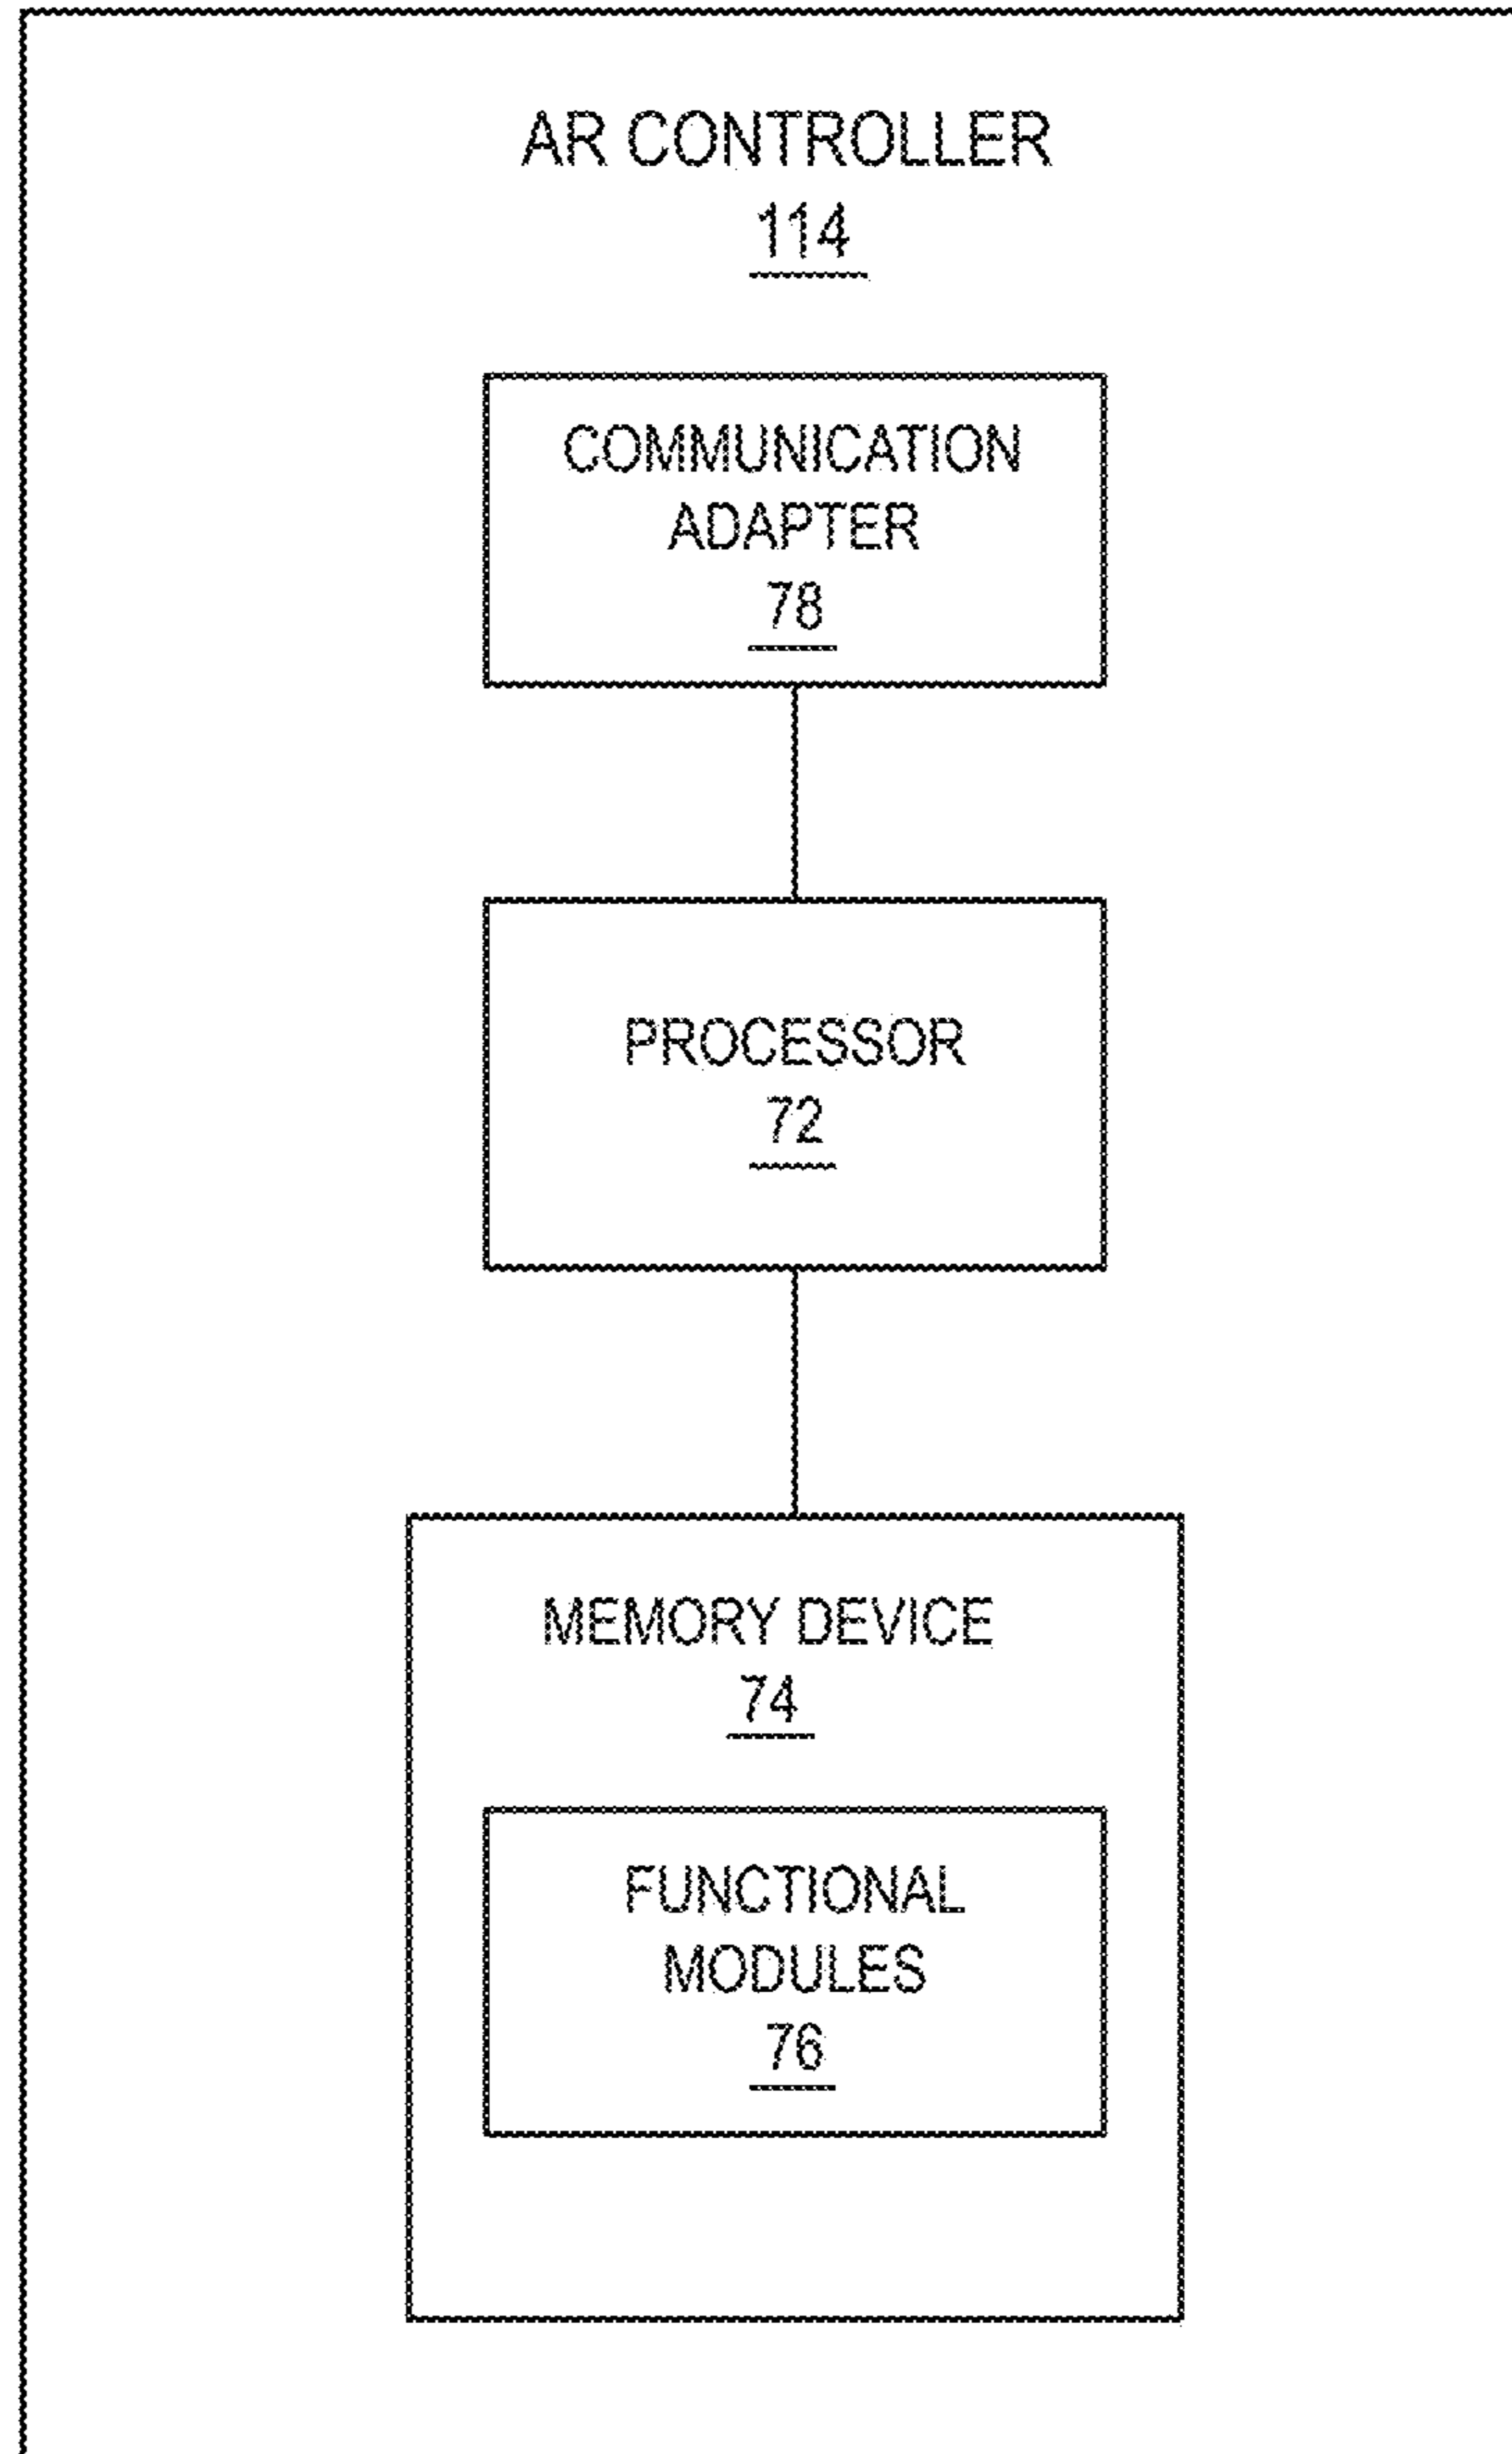 AR CONTROLLER
114
COMMUNICATION
ADAPTER
78
PROCESSOR
72
MEMORY DEVICE
74
FUNCTIONAL
MODULES
76